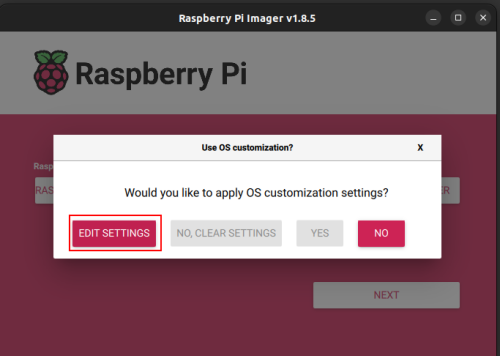 Raspberry Pi Imager v1.8.5
Raspberry Pi
Use OS customization?
X
Rasp
RAS
ER
Would you like to apply OS customization settings?
EDIT SETTINGS
NO, CLEAR SETTINGS
YES
NO
NEXT